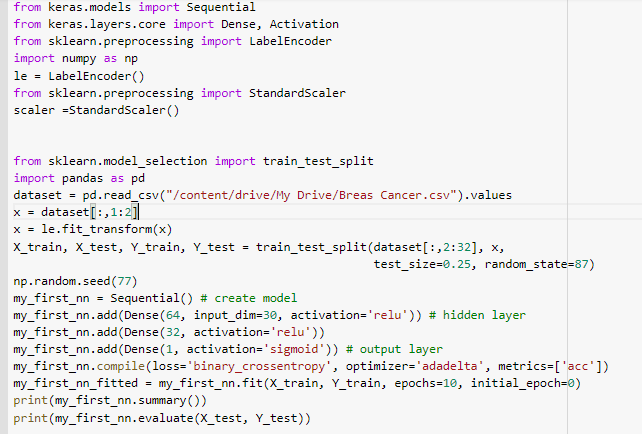 from keras.models import Sequential
from keras.layers.core import Dense, Activation
from sklearn.preprocessing import LabelEncoder
import numpy as np
le = LabelEncoder()
from sklearn.preprocessing import StandardScaler
scaler =StandardScaler()
from sklearn.model_selection import train_test_split
import pandas as pd
dataset = pd.read_csv("/content/drive/My Drive/Breas Cancer.csv").values
x = dataset[:,1:2]
x = le.fit_transform(x)
X_train, X_test, Y_train, Y_test = train_test_split(dataset[:,2:32], x,
test_size=0.25, random_state=87)
np.random.seed(77)
my_first_nn = Sequential() # create model
my_first_nn.add(Dense(64, input_dim=30, activation='relu')) # hidden layer
my_first_nn.add(Dense(32, activation='relu'))
my_first_nn.add(Dense(1, activation='sigmoid')) # output layer
my_first_nn.compile(loss='binary_crossentropy', optimizer='adadelta', metrics=['acc'])
my_first_nn_fitted = my_first_nn.fit(X_train, Y_train, epochs=10, initial_epoch=0)
print(my_first_nn.summary())
print(my_first_nn.evaluate(X_test, Y_test))